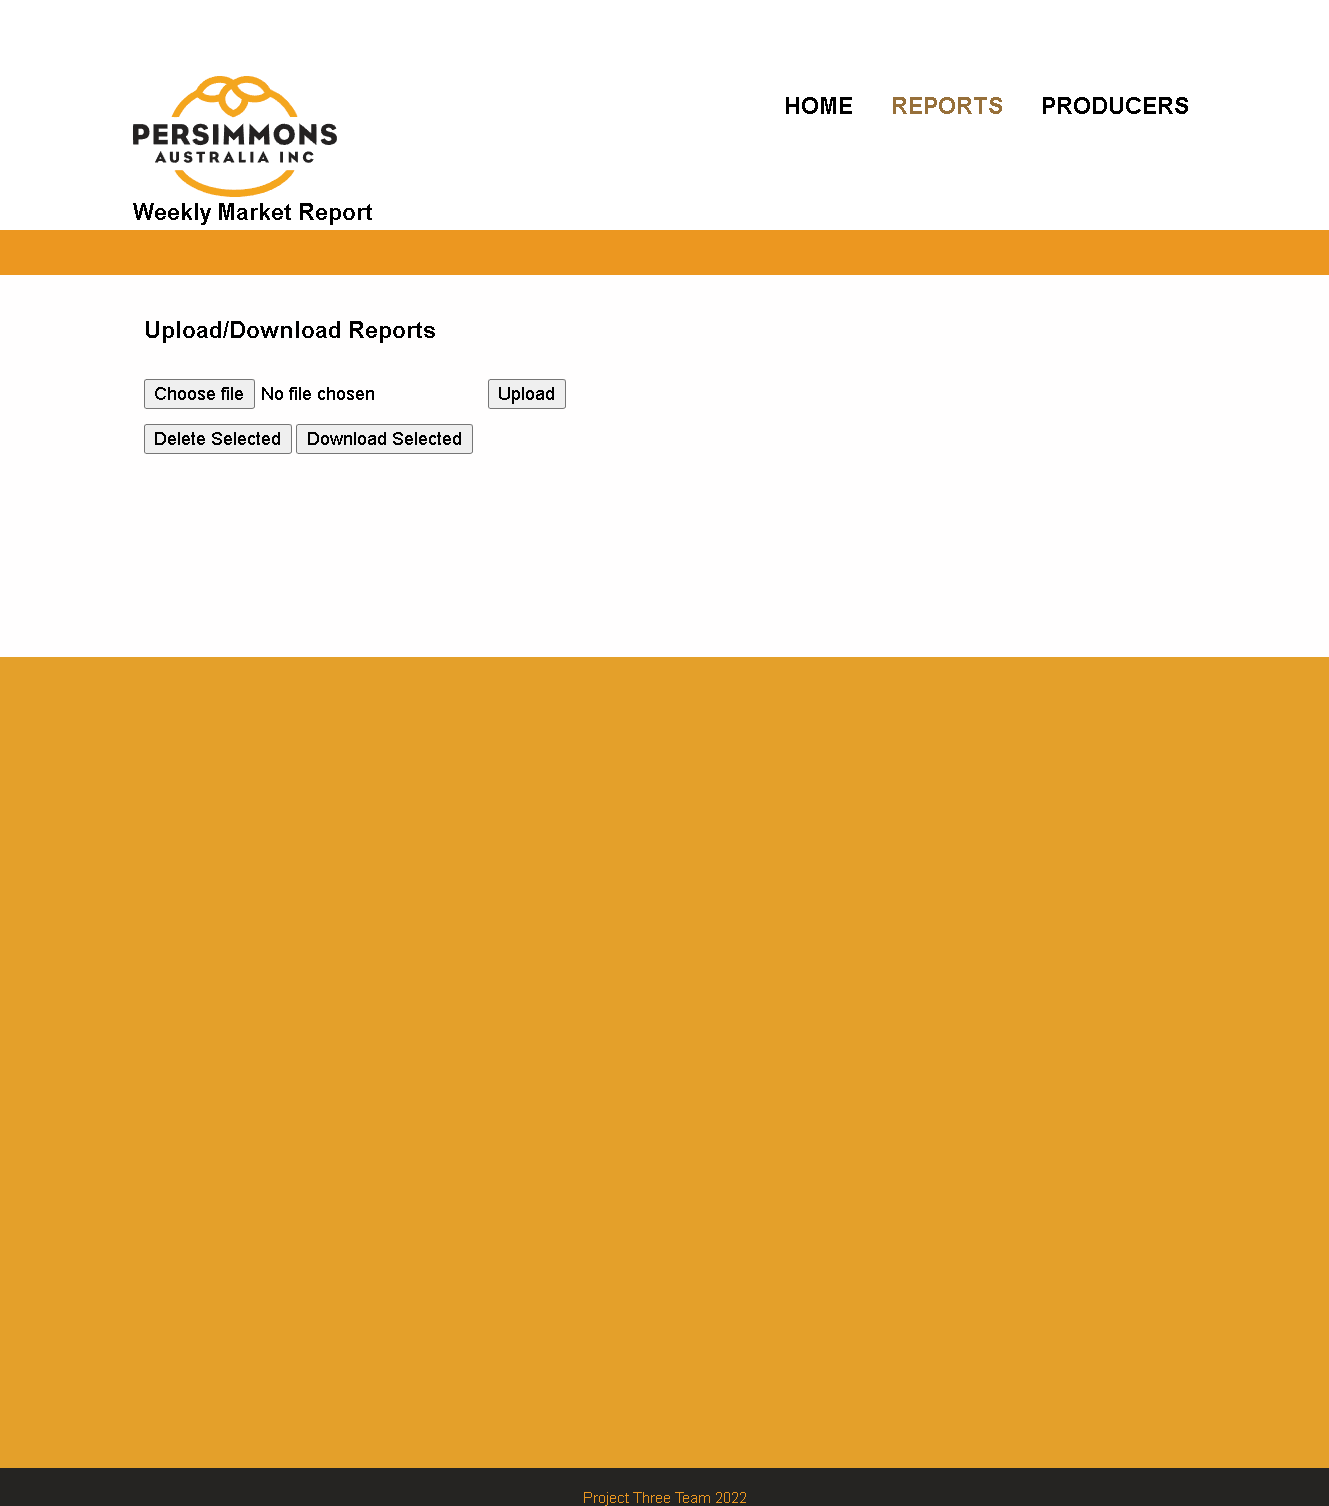 PERSIMMONS
AUSTRALIA INC
HOME REPORTS PRODUCERS
Weekly Market Report
Upload/Download Reports
Choose file No file chosen Upload
Delete Selected Download Selected
Project Three Team 2022